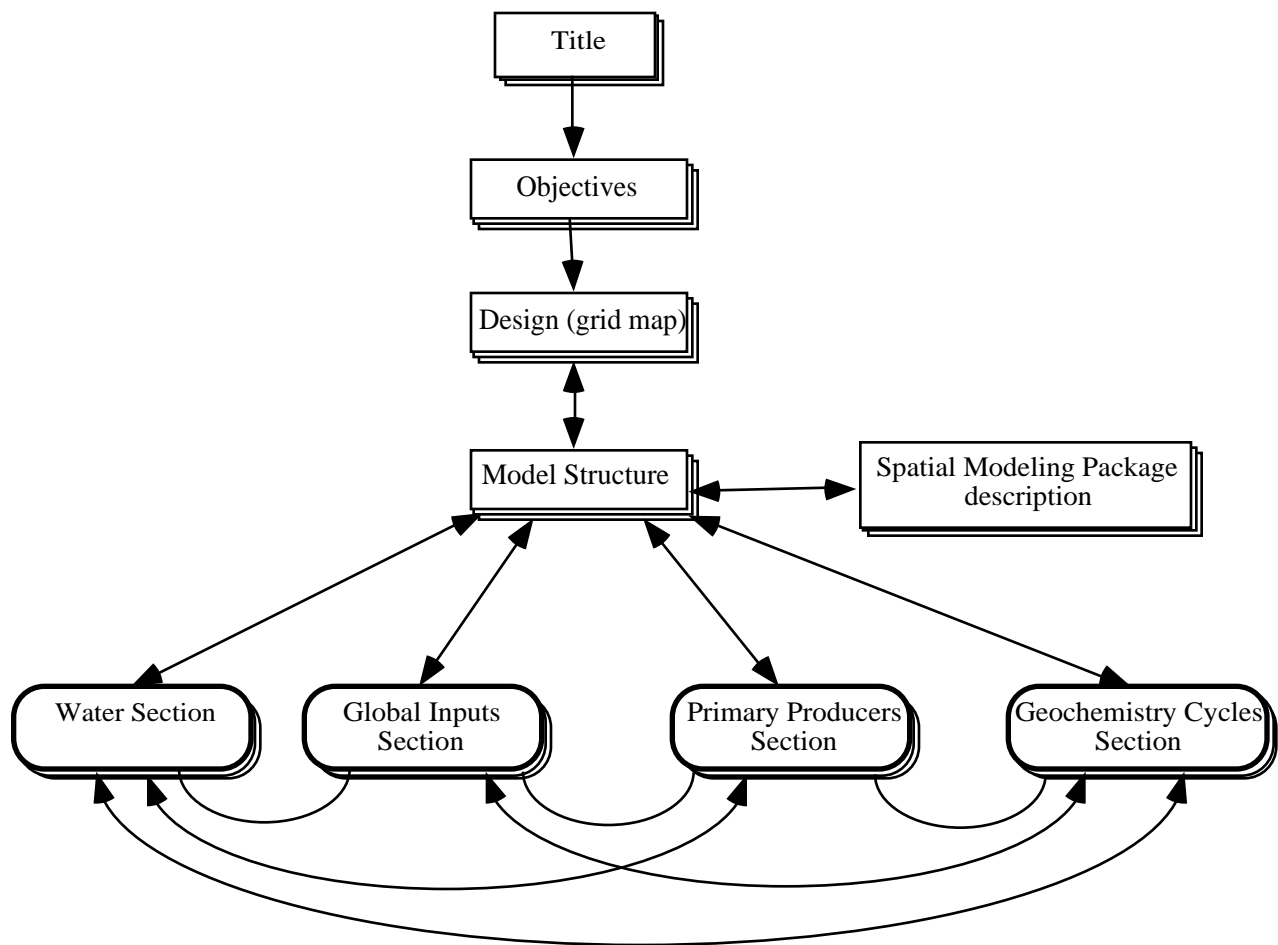 Title
Objectives
Design (grid map)
Model Structure
Spatial Modeling Package
description
Water Section
Global Inputs
Section
Primary Producers
Section
Geochemistry Cycles
Section